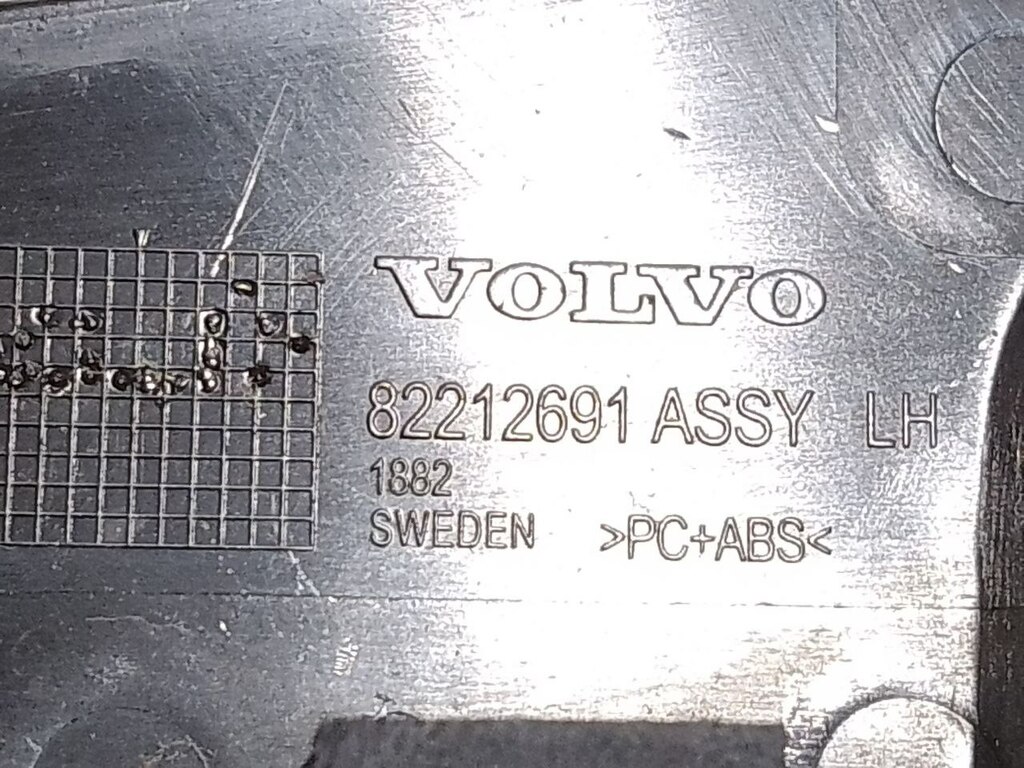 VOLVO
82212691 ASSY LH
1882
SWEDEN >PC+ABS<